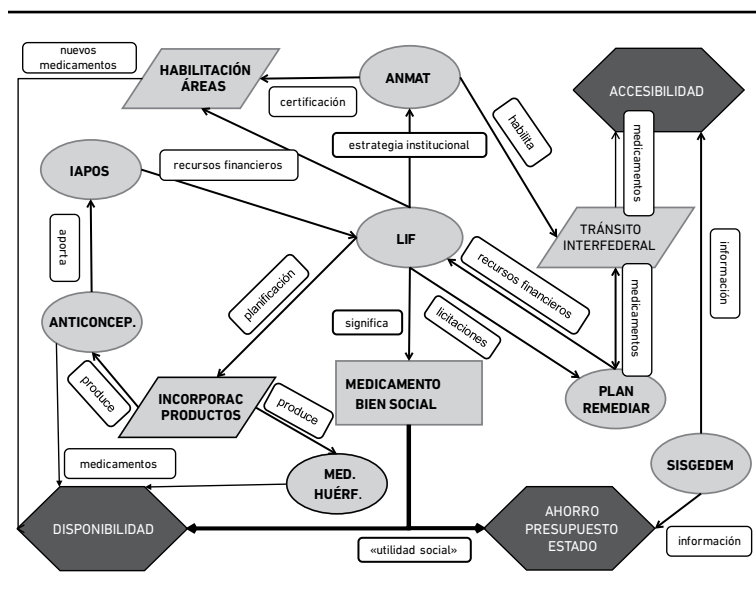 nuevos
medicamentos
HABILITACIÓN
ÁREAS
ANMAT
ACCESIBILIDAD
certificación
habilita
medicamentos
estrategia institucional
IAPOS
recursos financieros
aporta
LIF
TRÁNSITO
INTERFEDERAL
información
planificación
recursos financieros
medicamentos
ANTICONCEP.
significa
licitaciones
produce
INCORPORAC
PRODUCTOS
produce
MEDICAMENTO
BIEN SOCIAL
PLAN
REMEDIAR
medicamentos
MED.
HUÉRF.
SISGEDEM
DISPONIBILIDAD
AHORRO
PRESUPUESTO
ESTADO
«utilidad social»
información